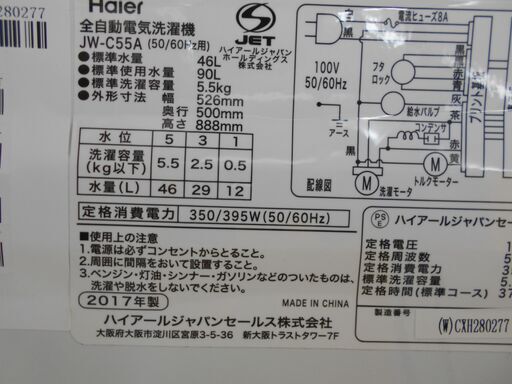 280277
Haier
全自動電気洗濯機
JW-C55A (50/60Hz用)
●標準水量 46L
●標準使用水量 90L
●標準洗濯容量 5.5kg
●外形寸法 幅 526mm
奥行 500mm
高さ 888mm
S
JET
ハイアールジャパン
ホールディングス
株式会社
水位 5 3 1
洗濯容量(kg以下) 5.5 2.5 0.5
水量(L) 46 29 12
定格消費電力 350/395W(50/60Hz)
電流ヒューズ8A
100V
50/60Hz
黒
フタ
ロック
赤
青
灰
給水バルブ
茶
黒
コンデンサ
アース
赤
黄
配線図
M
洗濯モータ
M
トルクモーター
■使用上の注意
1.電源は必ずコンセントからとること。
2.周囲に間隔をおいて設置すること。
3.ベンジン・灯油・シンナー・ガソリンなどのついたものは、
洗濯や脱水をしないでください。
2017年製
MADE IN CHINA
ハイアールジャパンセールス株式会社
大阪府大阪市淀川区宮原3-5-36 新大阪トラストタワー7F
PS
E
ハイアールジャパンセー
定格電圧 1
定格周波数 5
定格消費電力 3
標準洗濯容量 5.
定格時間(標準コース) 37
製造番号
(W)CXH280277